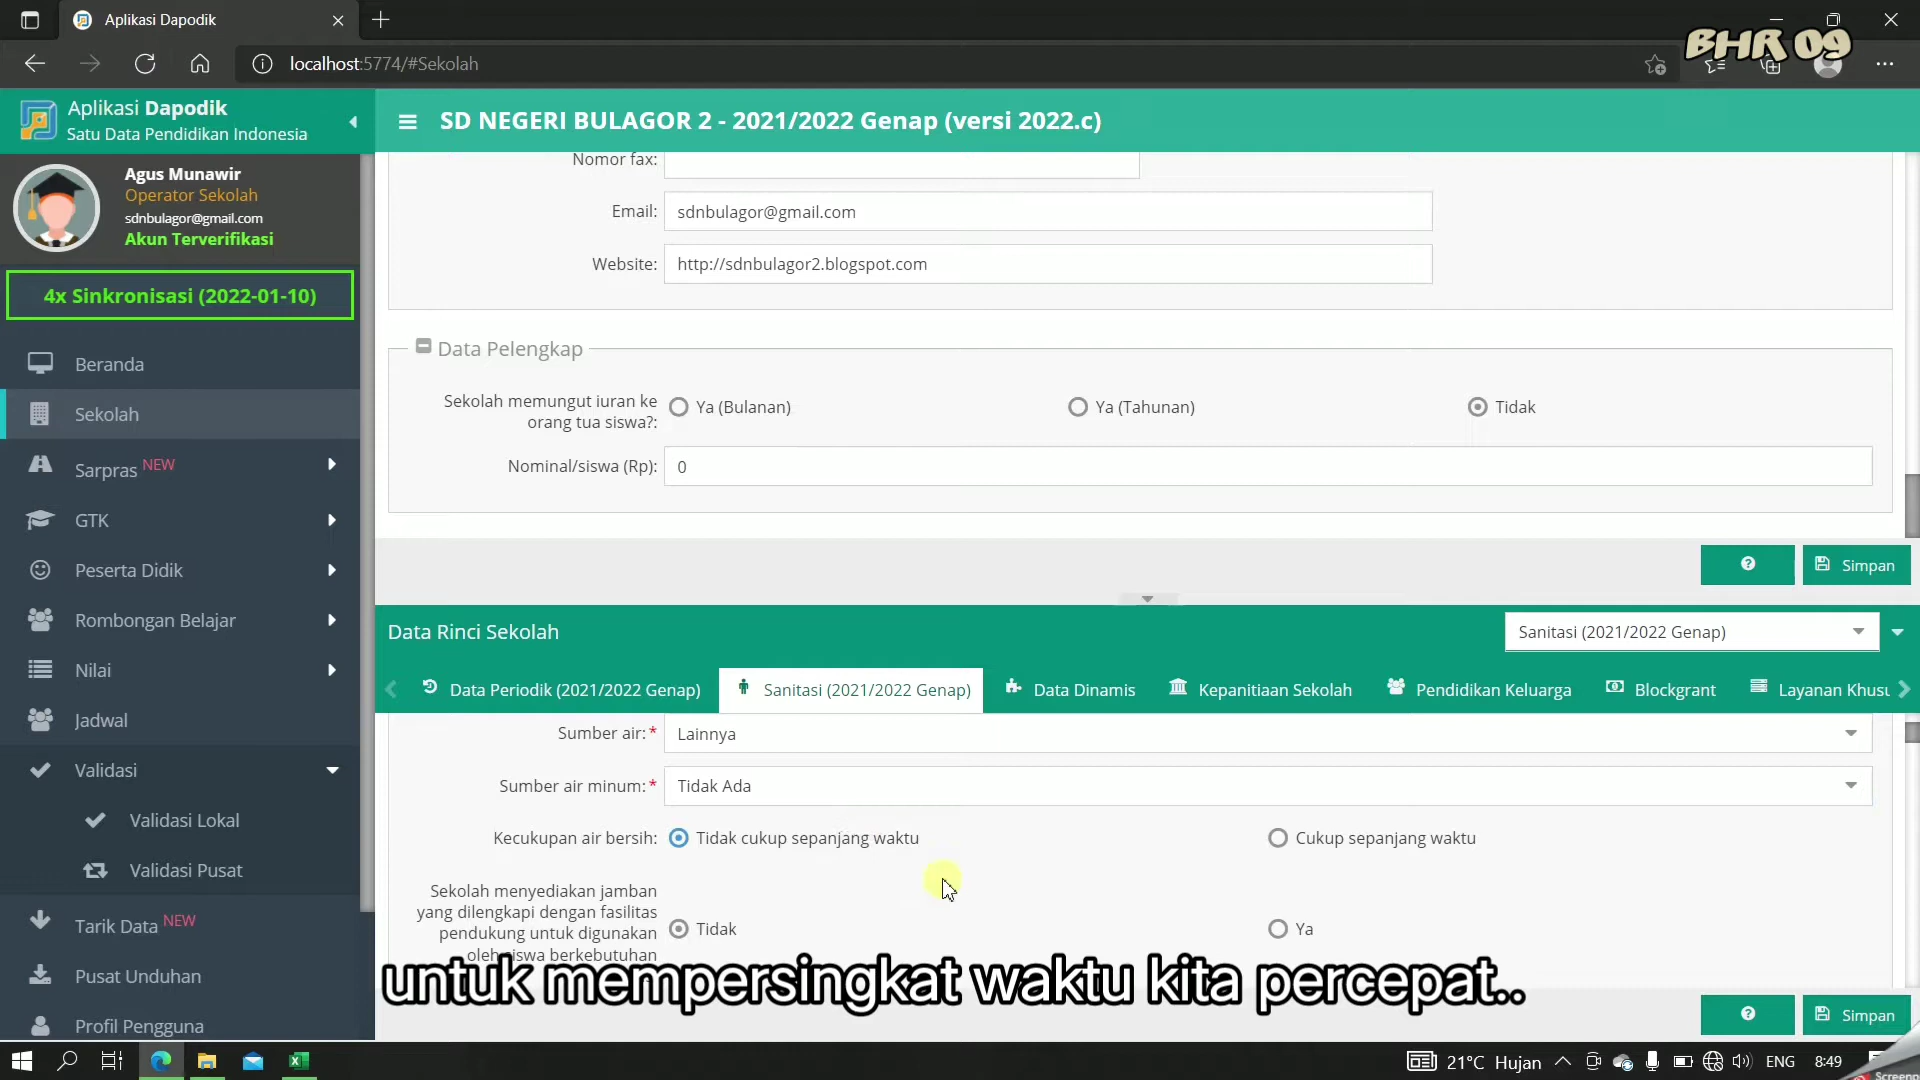 Aplikasi Dapodik
BHR 09
localhost:5774/#Sekolah
Aplikasi Dapodik
Satu Data Pendidikan Indonesia
SD NEGERI BULAGOR 2 - 2021/2022 Genap (versi 2022.c)
Agus Munawir
Operator Sekolah
sdnbulagor@gmail.com
Akun Terverifikasi
4x Sinkronisasi (2022-01-10)
Beranda
Sekolah
Sarpras NEW
GTK
Peserta Didik
Rombongan Belajar
Nilai
Jadwal
Validasi
Validasi Lokal
Validasi Pusat
Tarik Data NEW
Pusat Unduhan
Profil Pengguna
Nomor fax:
Email: sdnbulagor@gmail.com
Website: http://sdnbulagor2.blogspot.com
Data Pelengkap
Sekolah memungut iuran ke
orang tua siswa?: Ya (Bulanan) Ya (Tahunan) Tidak
Nominal/siswa (Rp): 0
Simpan
Data Rinci Sekolah
Sanitasi (2021/2022 Genap)
Data Periodik (2021/2022 Genap) Sanitasi (2021/2022 Genap) Data Dinamis Kepanitiaan Sekolah Pendidikan Keluarga Blockgrant Layanan Khusu
Sumber air:* Lainnya
Sumber air minum:* Tidak Ada
Kecukupan air bersih: Tidak cukup sepanjang waktu Cukup sepanjang waktu
Sekolah menyediakan jamban
yang dilengkapi dengan fasilitas
pendukung untuk digunakan
oleh siswa berkebutuhan
Tidak Ya
untuk mempersingkat waktu kita percepat..
Simpan
21°C Hujan ENG 8:49